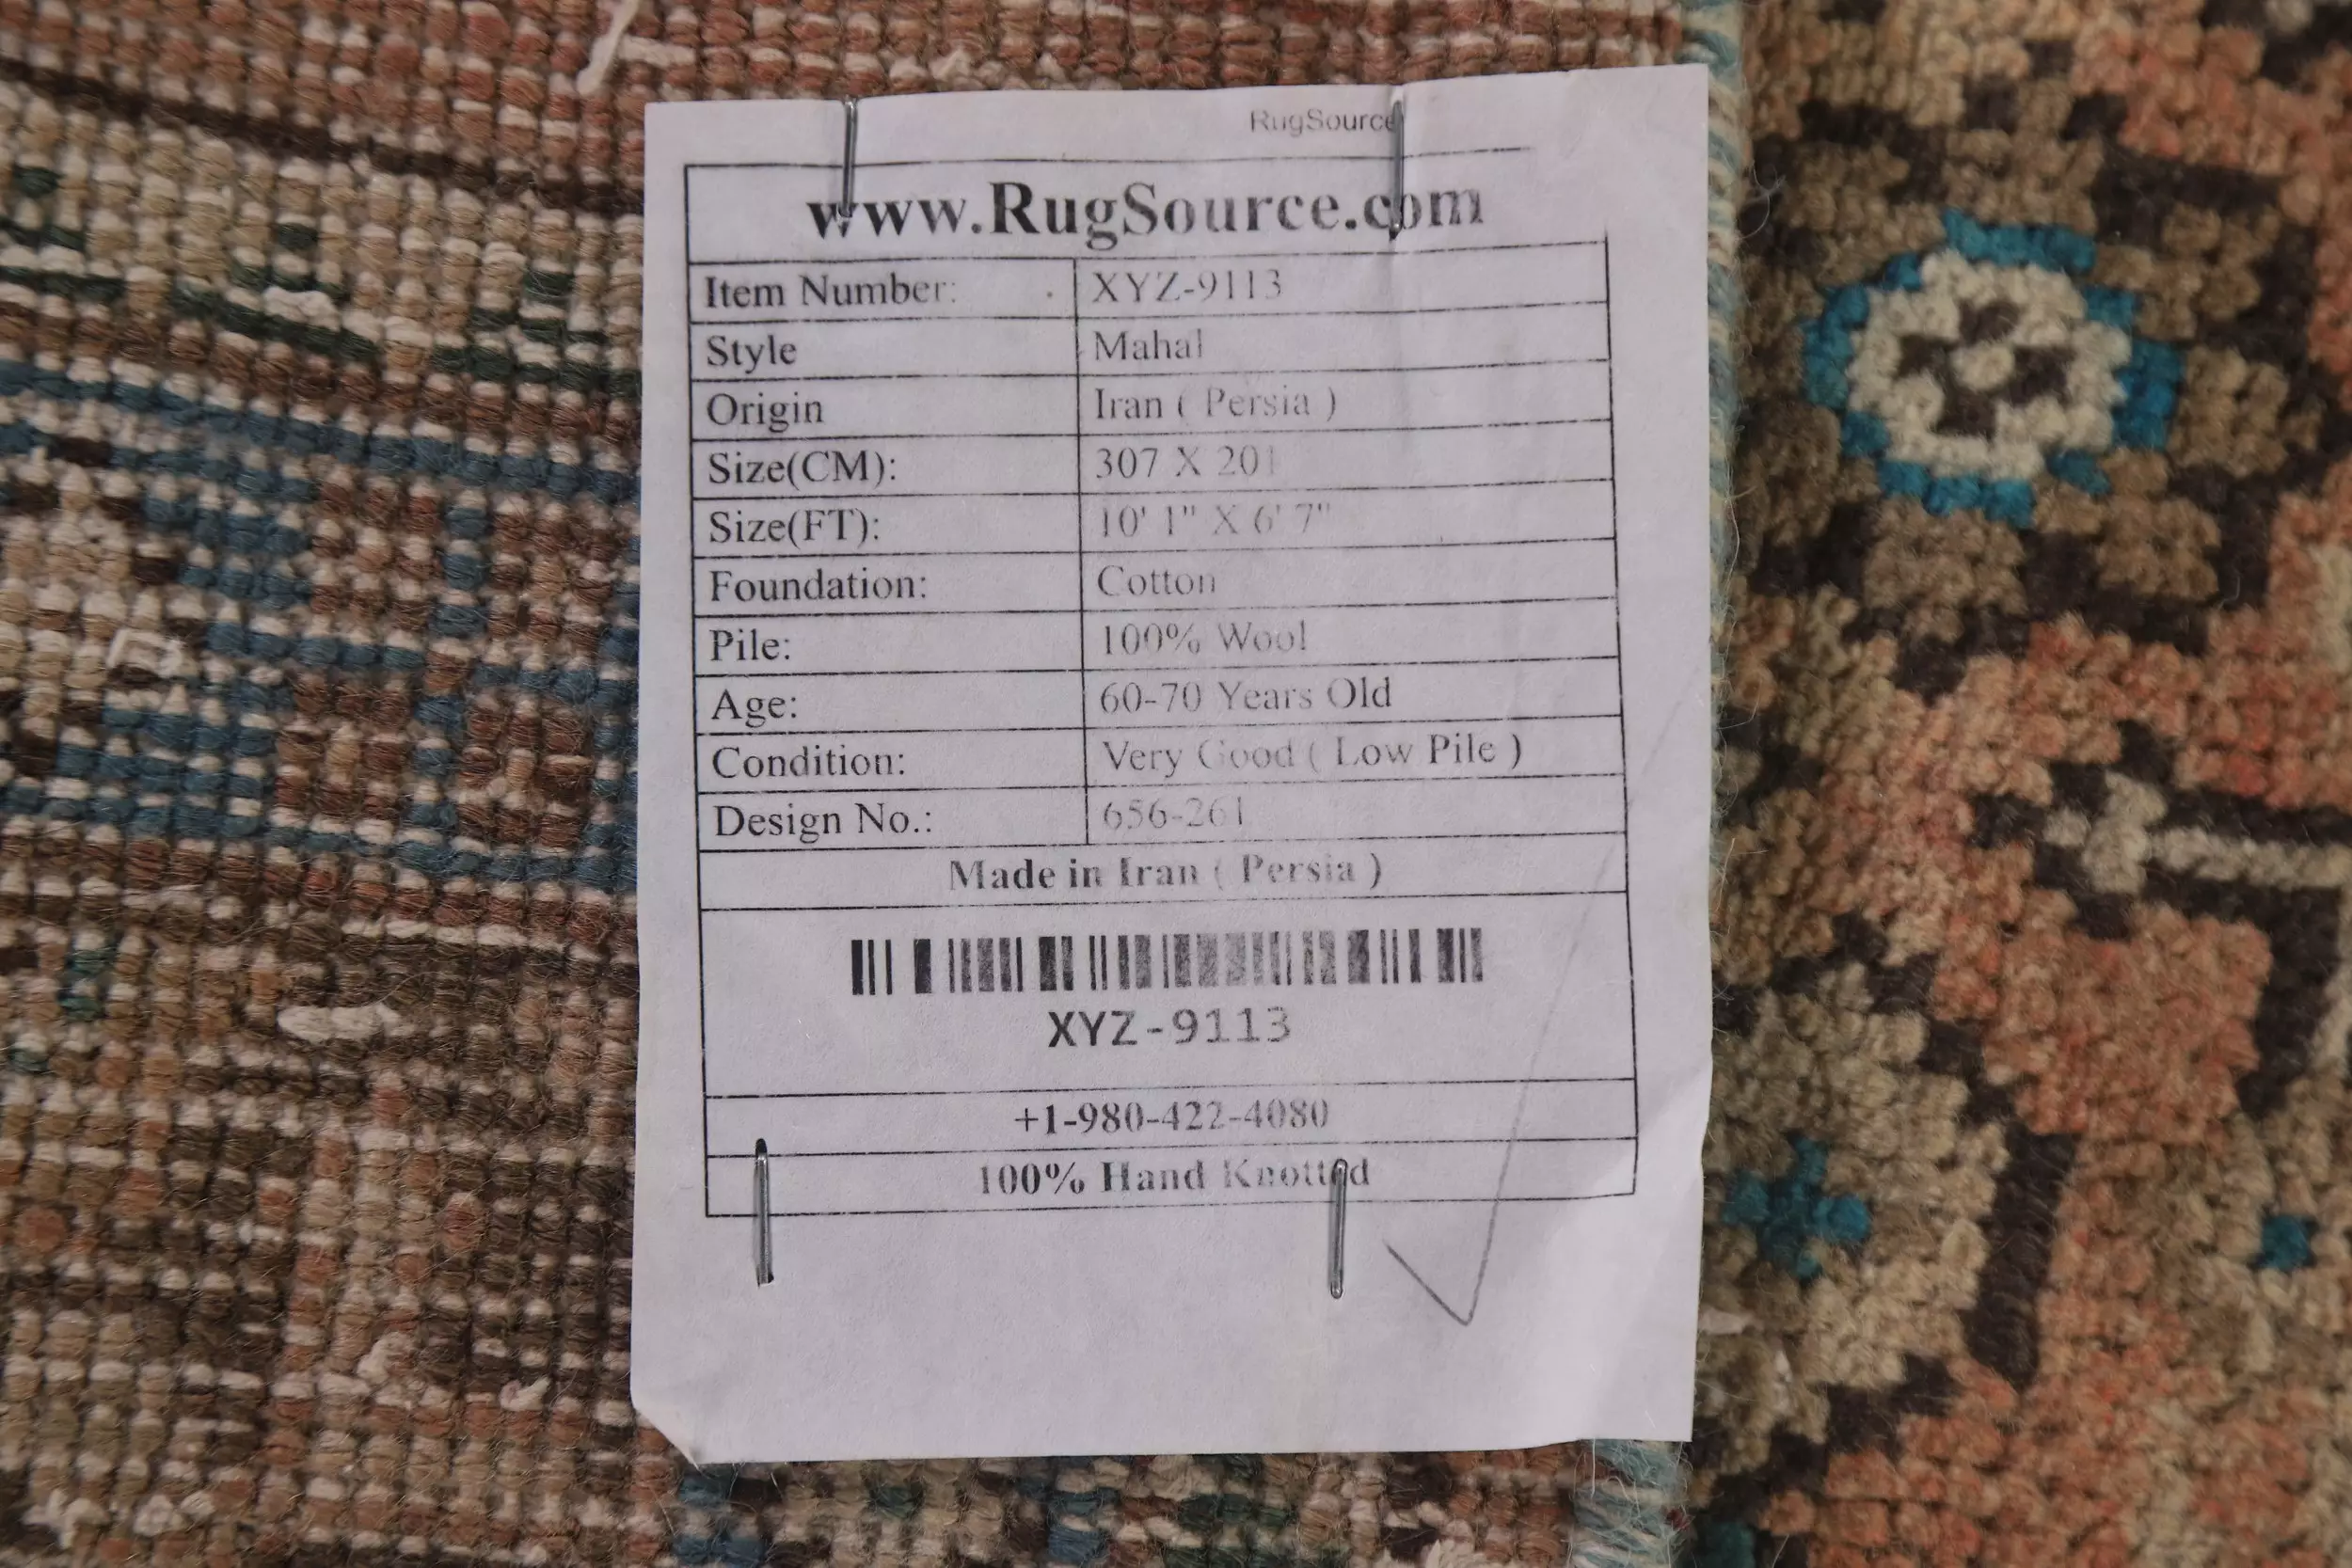 RugSource
www.RugSource.com
Item Number: XYZ-9113
Style Mahal
Origin Iran ( Persia )
Size(CM): 307 X 201
Size(FT): 10' 1" X 6' 7"
Foundation: Cotton
Pile: 100% Wool
Age: 60-70 Years Old
Condition: Very Good ( Low Pile )
Design No.: 656-261
Made in Iran ( Persia )
XYZ-9113
+1-980-422-4080
100% Hand Knotted